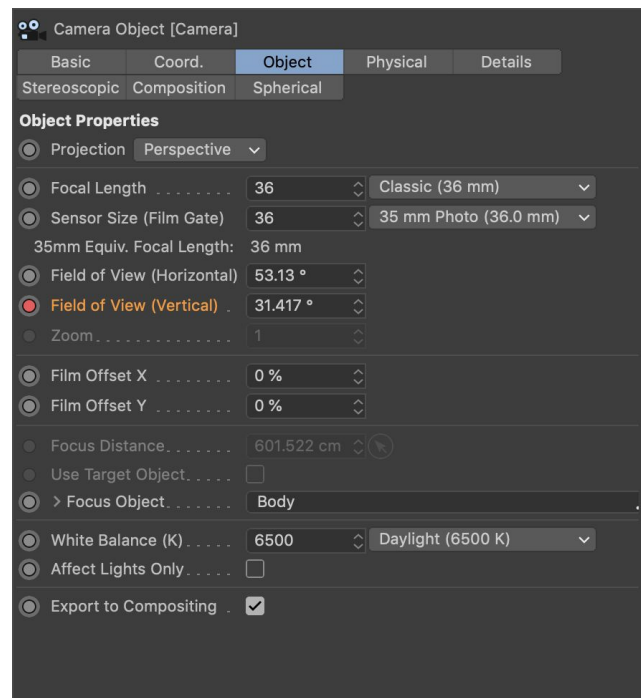 Camera Object [Camera]
Basic Coord. Object Physical Details
Stereoscopic Composition Spherical
Object Properties
Projection Perspective
Focal Length . . . . . . . . 36 Classic (36 mm)
Sensor Size (Film Gate) 36 35 mm Photo (36.0 mm)
35mm Equiv. Focal Length: 36 mm
Field of View (Horizontal) 53.13 °
Field of View (Vertical) . 31.417 °
Zoom. . . . . . . . . . . . . . 1
Film Offset X . . . . . . . . 0 %
Film Offset Y . . . . . . . . 0 %
Focus Distance. . . . . . . 601.522 cm
Use Target Object. . . . .
> Focus Object. . . . . . . Body
White Balance (K) . . . . . 6500 Daylight (6500 K)
Affect Lights Only . . . . .
Export to Compositing .